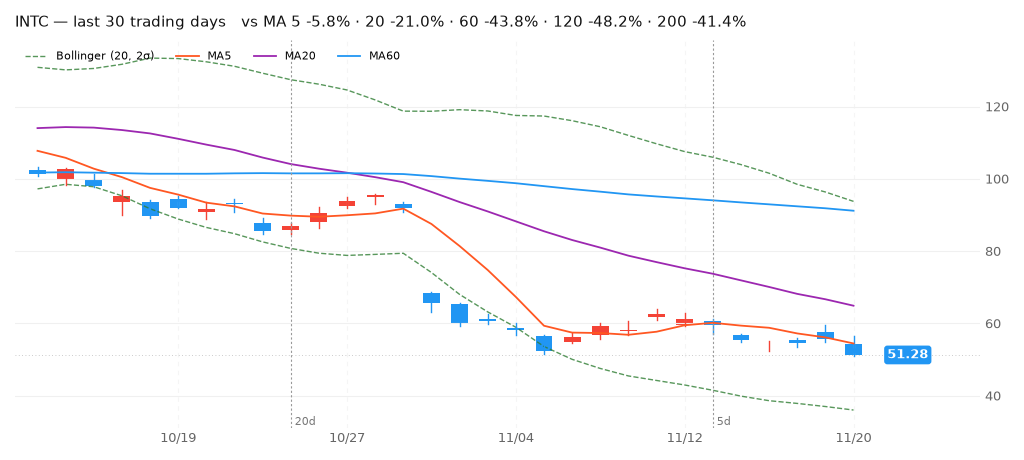 INTC — last 30 trading days   vs MA 5 -5.8% · 20 -21.0% · 60 -43.8% · 120 -48.2% · 200 -41.4%
Bollinger (20, 2σ) MA5 MA20 MA60
120
100
80
60
51.28
40
20d 5d
10/19 10/27 11/04 11/12 11/20